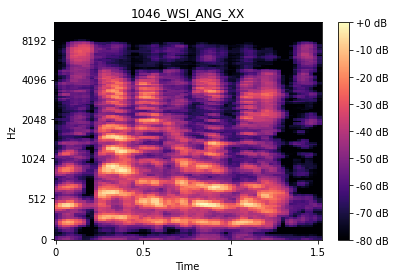 1046_WSI_ANG_XX
+0 dB
8192
-10 dB
4096
-20 dB
-30 dB
2048
Hz
-40 dB
1024
-50 dB
512
-60 dB
-70 dB
0
-80 dB
0
0.5
1
1.5
Time